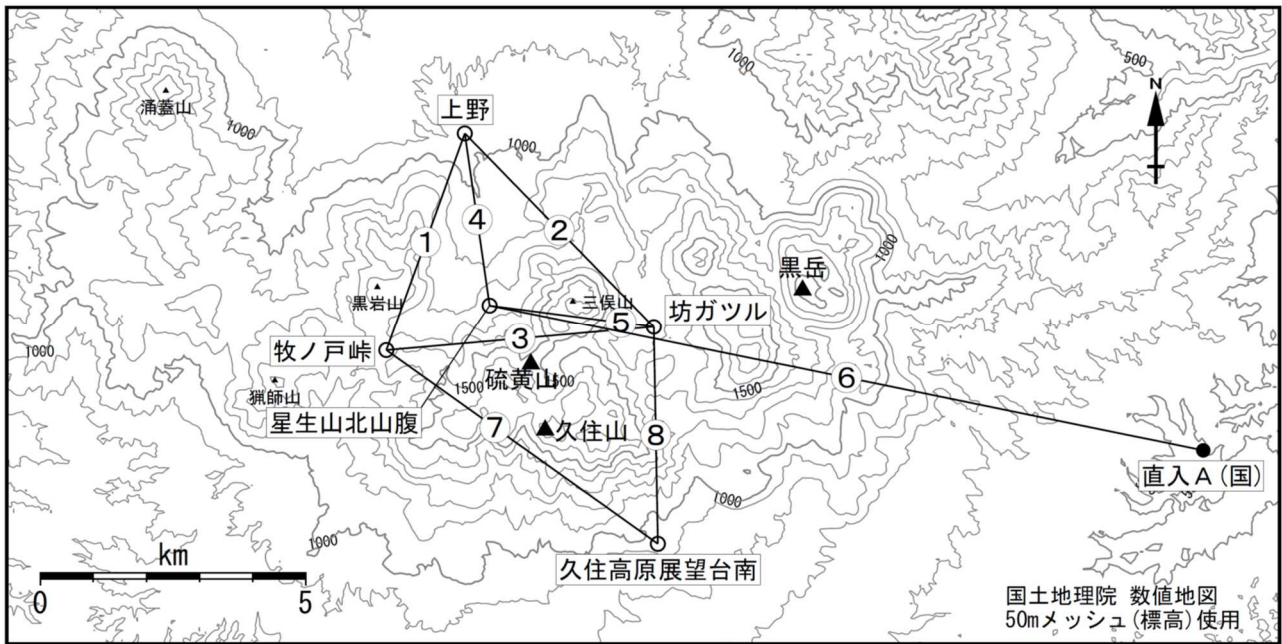 涌蓋山
1000
上野
1000
1000
500
N
1
4
2
黒岳
1000
黒岩山
三俣山
坊ガツル
5
3
1000
牧ノ戸峠
硫黄山
1500
1500
1500
6
猟師山
星生山北山腹
7
久住山
8
直入A(国)
1000
1000
久住高原展望台南
km
0
5
国土地理院 数値地図
50mメッシュ(標高)使用